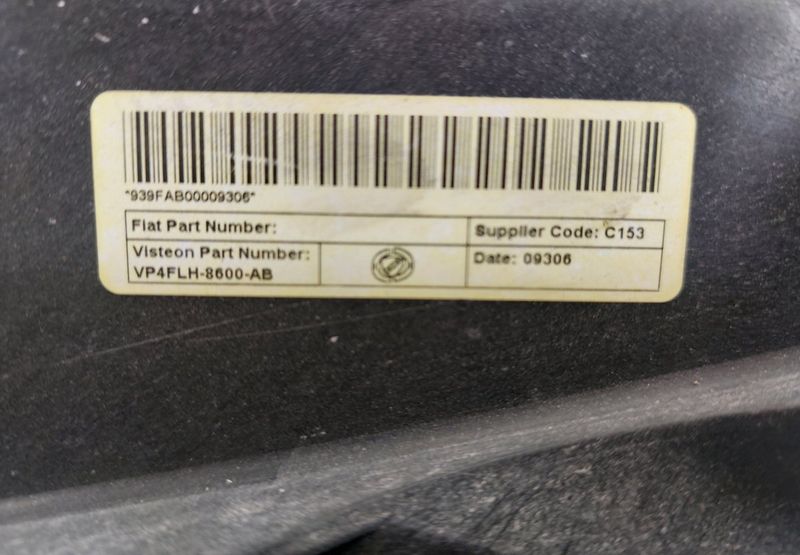 *939FAB00009306*
Fiat Part Number:
Supplier Code: C153
Visteon Part Number:
VP4FLH-8600-AB
Date: 09306